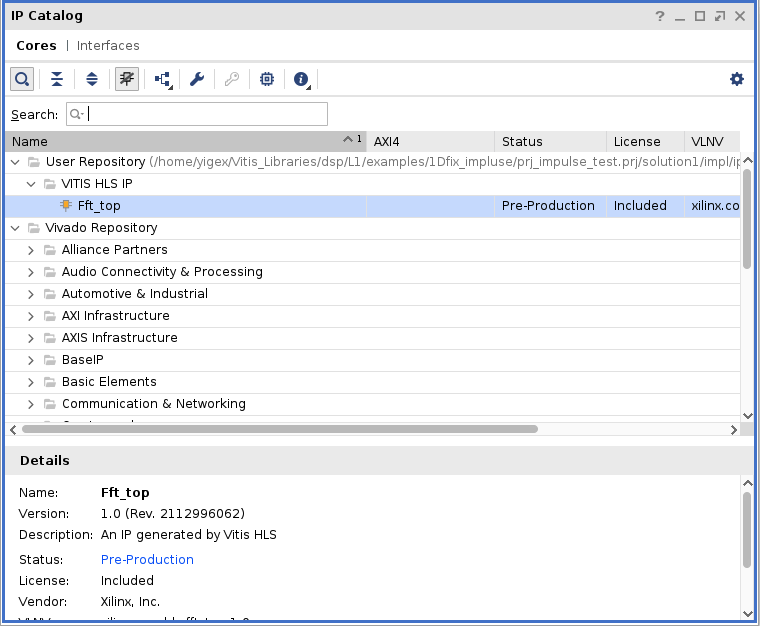 IP Catalog
Cores | Interfaces
Search:
Name 1 AXI4 Status License VLNV
User Repository (/home/yigex/Vitis_Libraries/dsp/L1/examples/1Dfix_impluse/prj_impulse_test.prj/solution1/impl/ip
VITIS HLS IP
Fft_top Pre-Production Included xilinx.co
Vivado Repository
Alliance Partners
Audio Connectivity & Processing
Automotive & Industrial
AXI Infrastructure
AXIS Infrastructure
BaseIP
Basic Elements
Communication & Networking
Details
Name: Fft_top
Version: 1.0 (Rev. 2112996062)
Description: An IP generated by Vitis HLS
Status: Pre-Production
License: Included
Vendor: Xilinx, Inc.